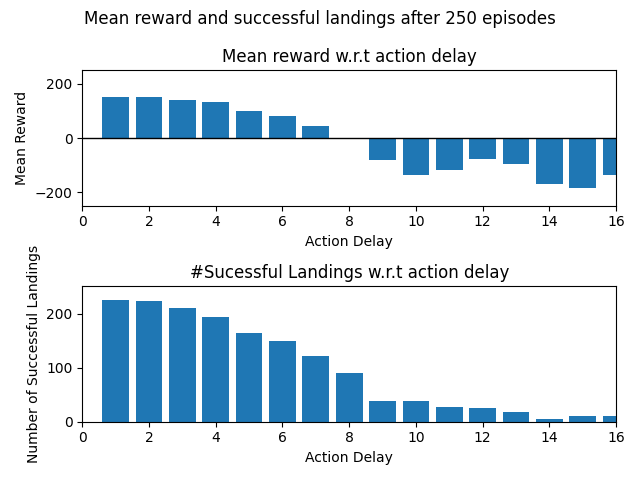 Mean reward and successful landings after 250 episodes
Mean reward w.r.t action delay
Mean Reward
200
0
−200
0 2 4 6 8 10 12 14 16
Action Delay
#Sucessful Landings w.r.t action delay
Number of Successful Landings
200
100
0
0 2 4 6 8 10 12 14 16
Action Delay